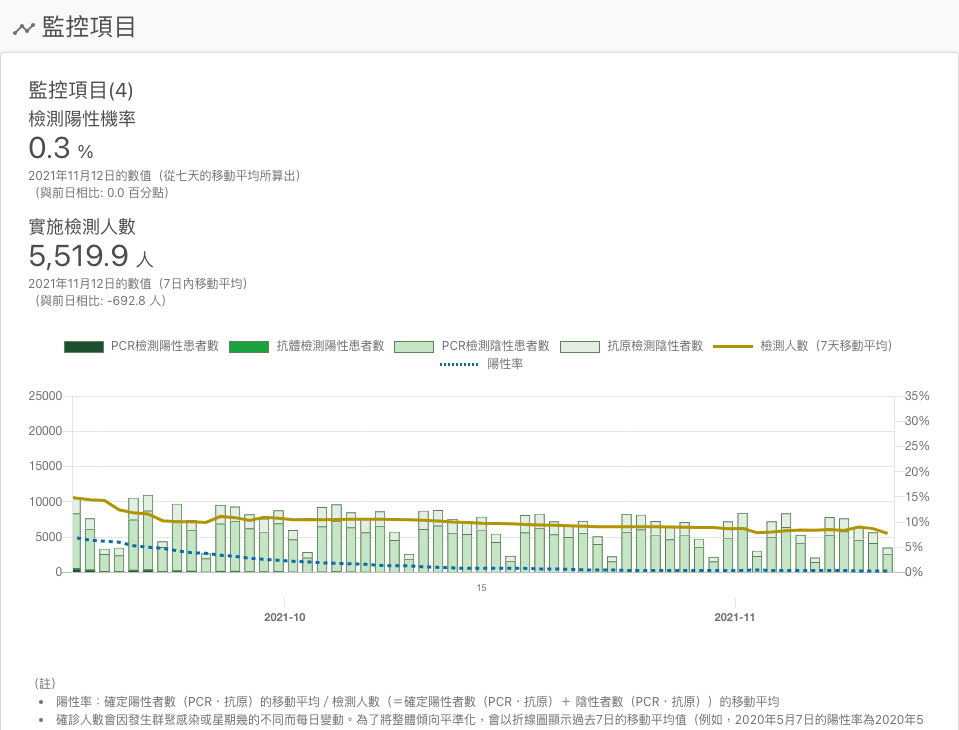 監控項目
監控項目(4)
檢測陽性機率
0.3 %
2021年11月12日的數值（從七天的移動平均所算出）
（與前日相比: 0.0 百分點）
實施檢測人數
5,519.9 人
2021年11月12日的數值（7日內移動平均）
（與前日相比: -692.8 人）
PCR檢測陽性患者數 抗體檢測陽性患者數 PCR檢測陰性患者數 抗原檢測陰性者數 檢測人數（7天移動平均）
陽性率
25000 35%
30%
20000
25%
15000 20%
15%
10000
10%
5000
5%
0 0%
15
2021-10 2021-11
（註）
• 陽性率：確定陽性者數（PCR・抗原）的移動平均 / 檢測人數（＝確定陽性者數（PCR・抗原）＋ 陰性者數（PCR・抗原））的移動平均
• 確診人數會因發生群聚感染或星期幾的不同而每日變動。為了將整體傾向平準化，會以折線圖顯示過去7日的移動平均值（例如，2020年5月7日的陽性率為2020年5